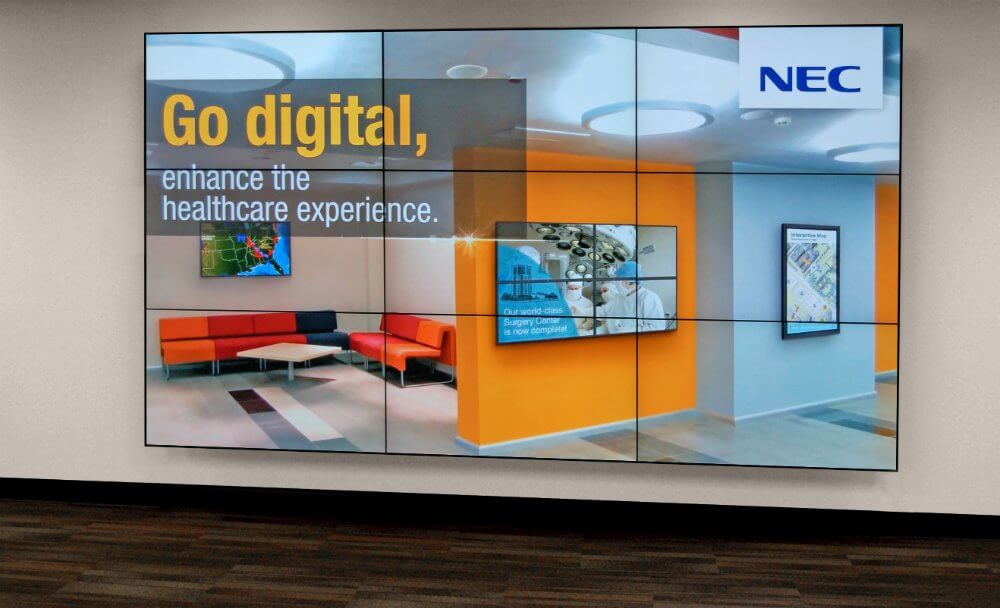 NEC
Go digital,
enhance the
healthcare experience.
Interactive Map
Our world-class
Surgery Center
is now complete!